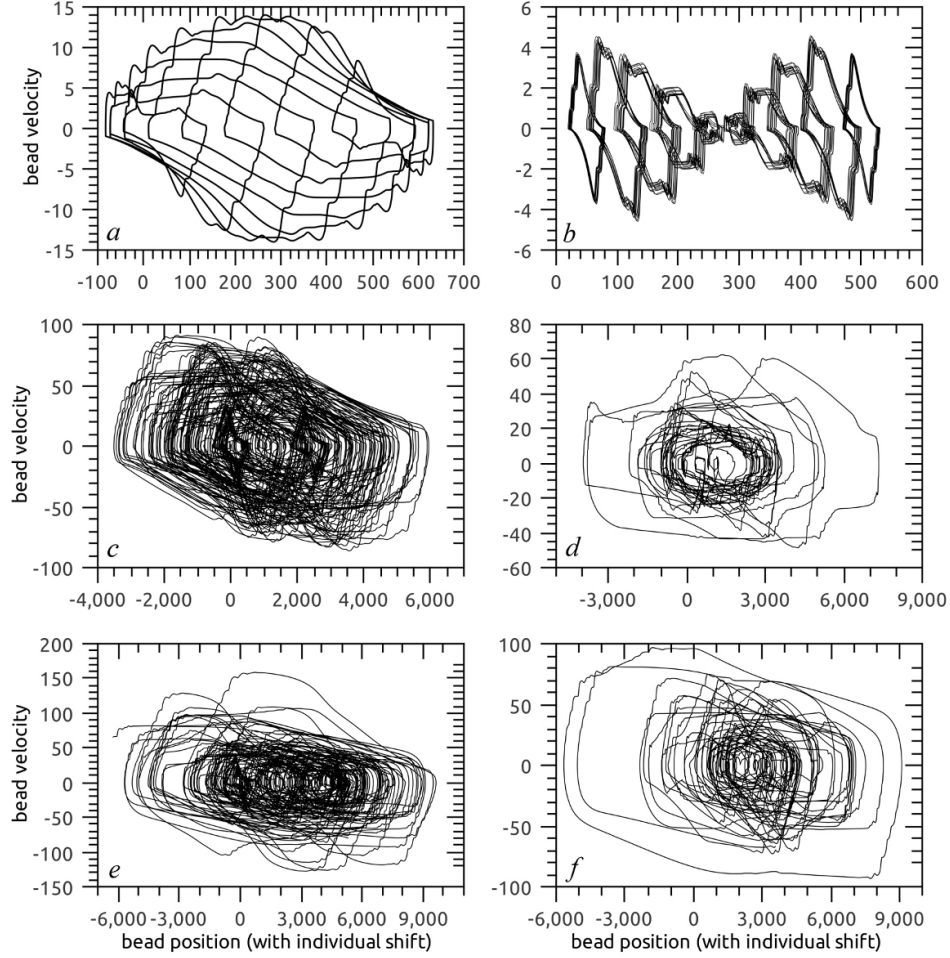 15
10
5
0
-5
-10
-15
bead velocity
a
-100 0 100 200 300 400 500 600 700
6
4
2
0
-2
-4
-6
b
0 100 200 300 400 500 600
100
50
0
-50
-100
bead velocity
c
-4,000 -2,000 0 2,000 4,000 6,000
80
60
40
20
0
-20
-40
-60
d
-3,000 0 3,000 6,000 9,000
200
150
100
50
0
-50
-100
-150
bead velocity
e
-6,000 -3,000 0 3,000 6,000 9,000
bead position (with individual shift)
100
50
0
-50
-100
f
-6,000 -3,000 0 3,000 6,000 9,000
bead position (with individual shift)